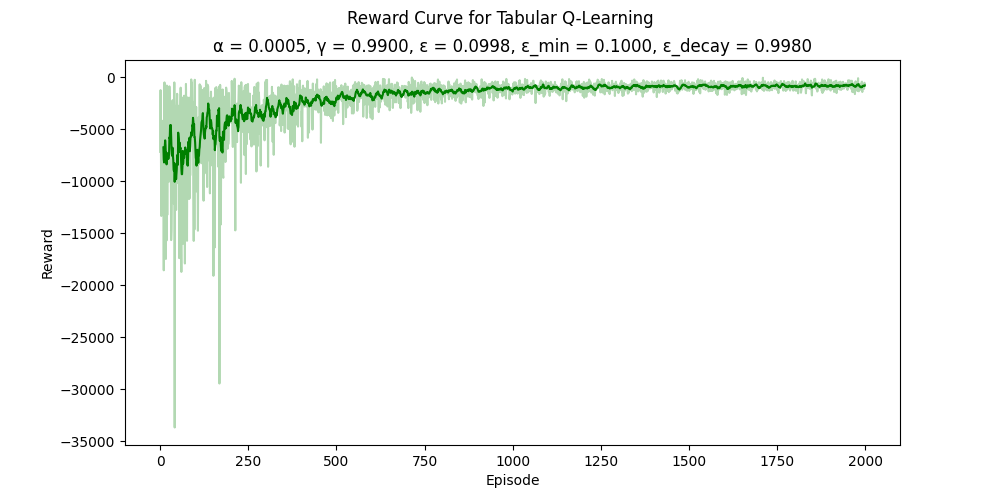 Reward Curve for Tabular Q-Learning
α = 0.0005, γ = 0.9900, ε = 0.0998, ε_min = 0.1000, ε_decay = 0.9980
0
−5000
−10000
−15000
−20000
−25000
−30000
−35000
Reward
0 250 500 750 1000 1250 1500 1750 2000
Episode